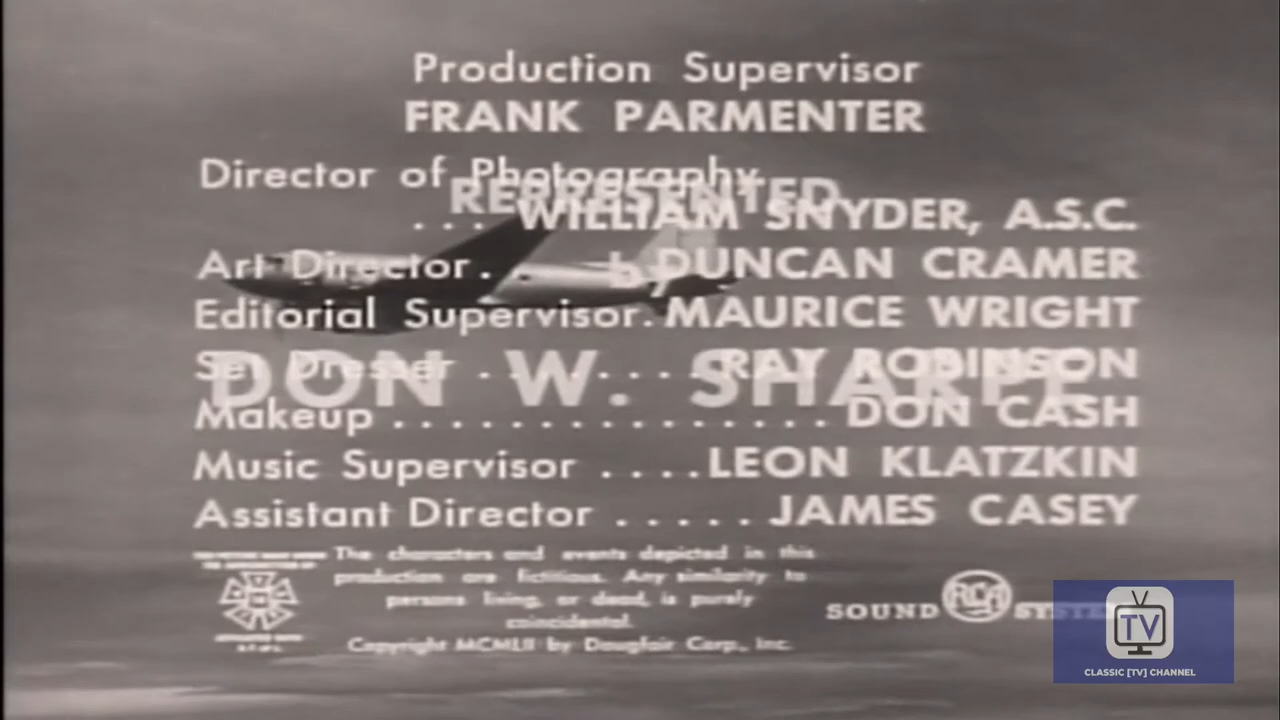 Production Supervisor
FRANK PARMENTER
Director of Photography
REPRESENTED
. . . WILLIAM SNYDER, A.S.C.
Art Director . by DUNCAN CRAMER
Editorial Supervisor . MAURICE WRIGHT
Set Dresser . . . . . . RAY ROBINSON
DON W. SHARPE
Makeup . . . . . . . . . . . . . . . . DON CASH
Music Supervisor . . . . LEON KLATZKIN
Assistant Director . . . . . JAMES CASEY
The characters and events depicted in this
production are fictitious. Any similarity to
persons living, or dead, is purely
coincidental.
Copyright MCMLII by Dougfair Corp., Inc.
SOUND RCA SYSTEM
TV
CLASSIC [TV] CHANNEL